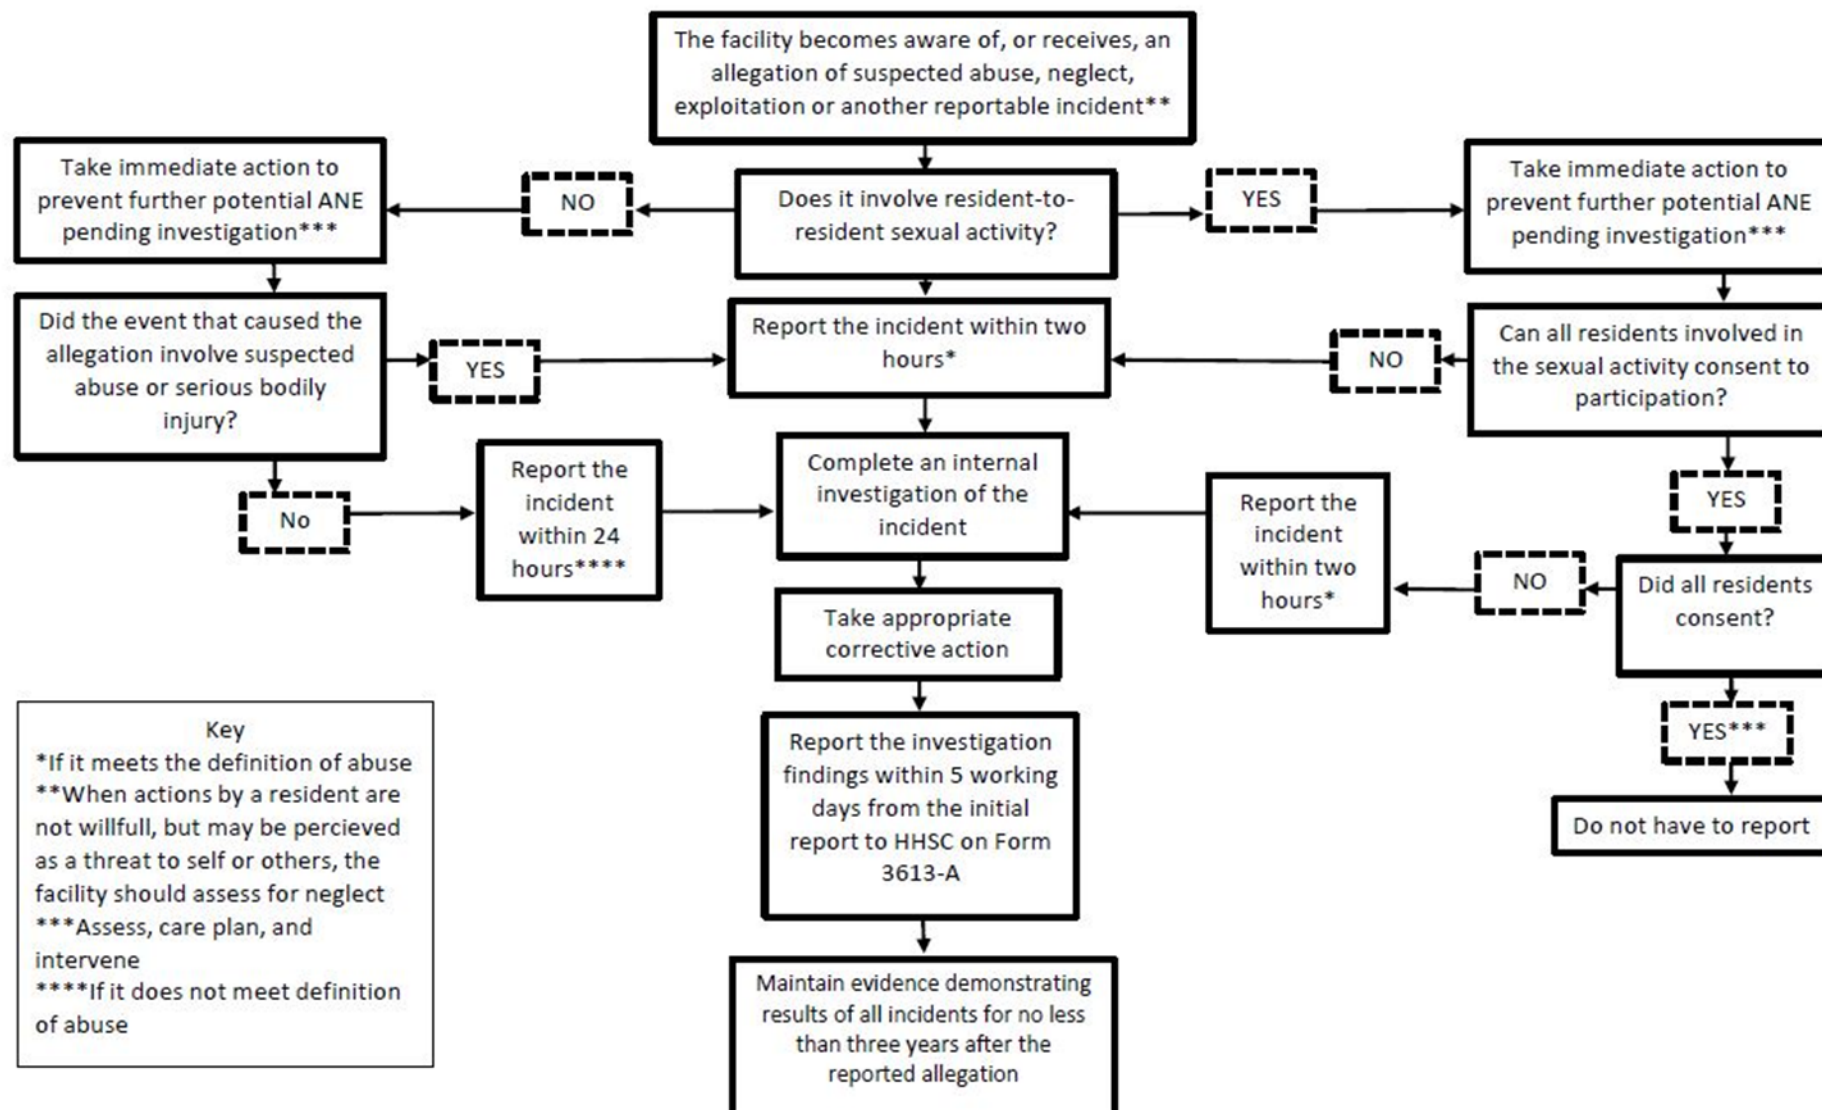 The facility becomes aware of, or receives, an
allegation of suspected abuse, neglect,
exploitation or another reportable incident**
Does it involve resident-to-
resident sexual activity?
NO
Take immediate action to
prevent further potential ANE
pending investigation***
Did the event that caused the
allegation involve suspected
abuse or serious bodily
injury?
YES
No
Report the
incident
within 24
hours****
YES
Take immediate action to
prevent further potential ANE
pending investigation***
Can all residents involved in
the sexual activity consent to
participation?
NO
YES
Did all residents
consent?
NO
Report the
incident
within two
hours*
YES***
Do not have to report
Report the incident within two
hours*
Complete an internal
investigation of the
incident
Take appropriate
corrective action
Report the investigation
findings within 5 working
days from the initial
report to HHSC on Form
3613-A
Maintain evidence demonstrating
results of all incidents for no less
than three years after the
reported allegation
Key
*If it meets the definition of abuse
**When actions by a resident are
not willfull, but may be percieved
as a threat to self or others, the
facility should assess for neglect
***Assess, care plan, and
intervene
****If it does not meet definition
of abuse